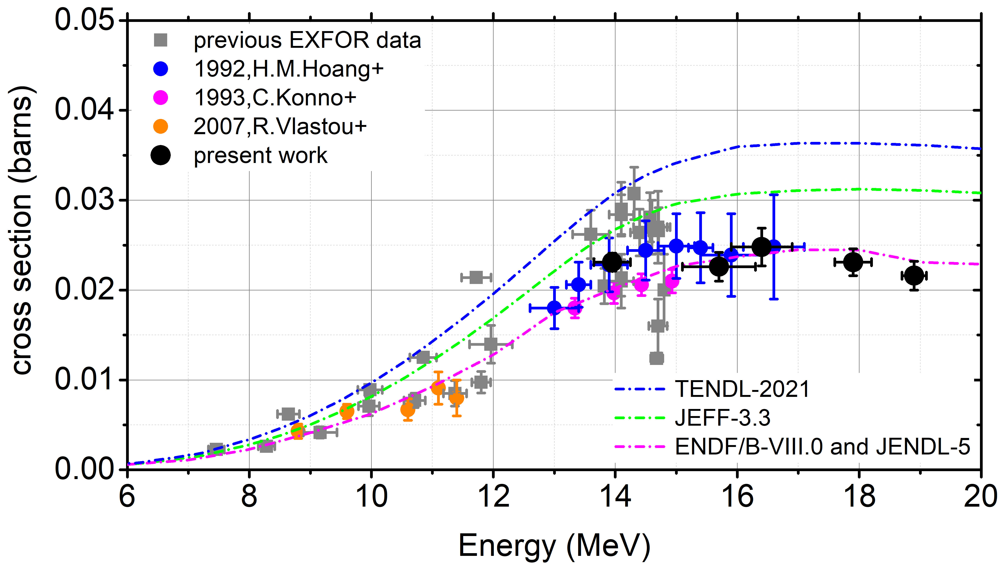 0.05
0.04
0.03
0.02
0.01
0.00
cross section (barns)
previous EXFOR data
1992,H.M.Hoang+
1993,C.Konno+
2007,R.Vlastou+
present work
TENDL-2021
JEFF-3.3
ENDF/B-VIII.0 and JENDL-5
6 8 10 12 14 16 18 20
Energy (MeV)